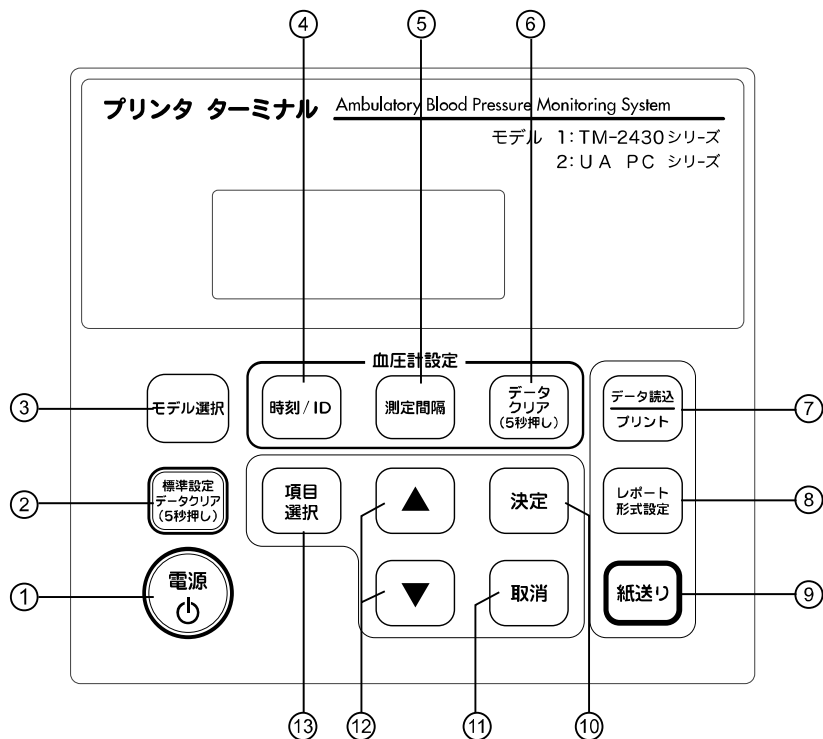 ④ ⑤ ⑥
プリンタ ターミナル Ambulatory Blood Pressure Monitoring System
モデル 1:TM-2430シリーズ
2:UA PC シリーズ
血圧計設定
③
モデル選択
時刻/ID
測定間隔
データ
クリア
(5秒押し)
データ読込
プリント
⑦
②
標準設定
データクリア
(5秒押し)
項目
選択
▲
決定
レポート
形式設定
⑧
①
電源
▼
取消
紙送り
⑨
⑬ ⑫ ⑪ ⑩